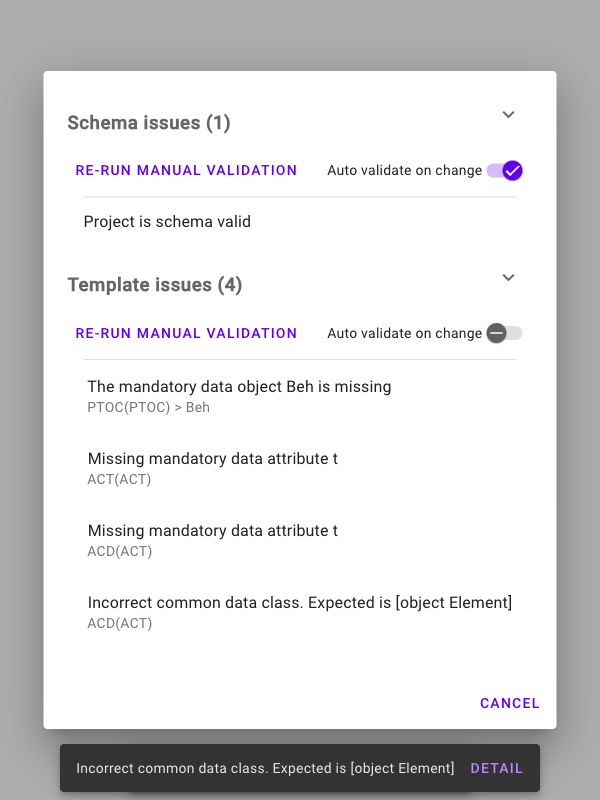 Schema issues (1)
RE-RUN MANUAL VALIDATION Auto validate on change
Project is schema valid
Template issues (4)
RE-RUN MANUAL VALIDATION Auto validate on change
The mandatory data object Beh is missing
PTOC(PTOC) > Beh
Missing mandatory data attribute t
ACT(ACT)
Missing mandatory data attribute t
ACD(ACT)
Incorrect common data class. Expected is [object Element]
ACD(ACT)
CANCEL
Incorrect common data class. Expected is [object Element] DETAIL